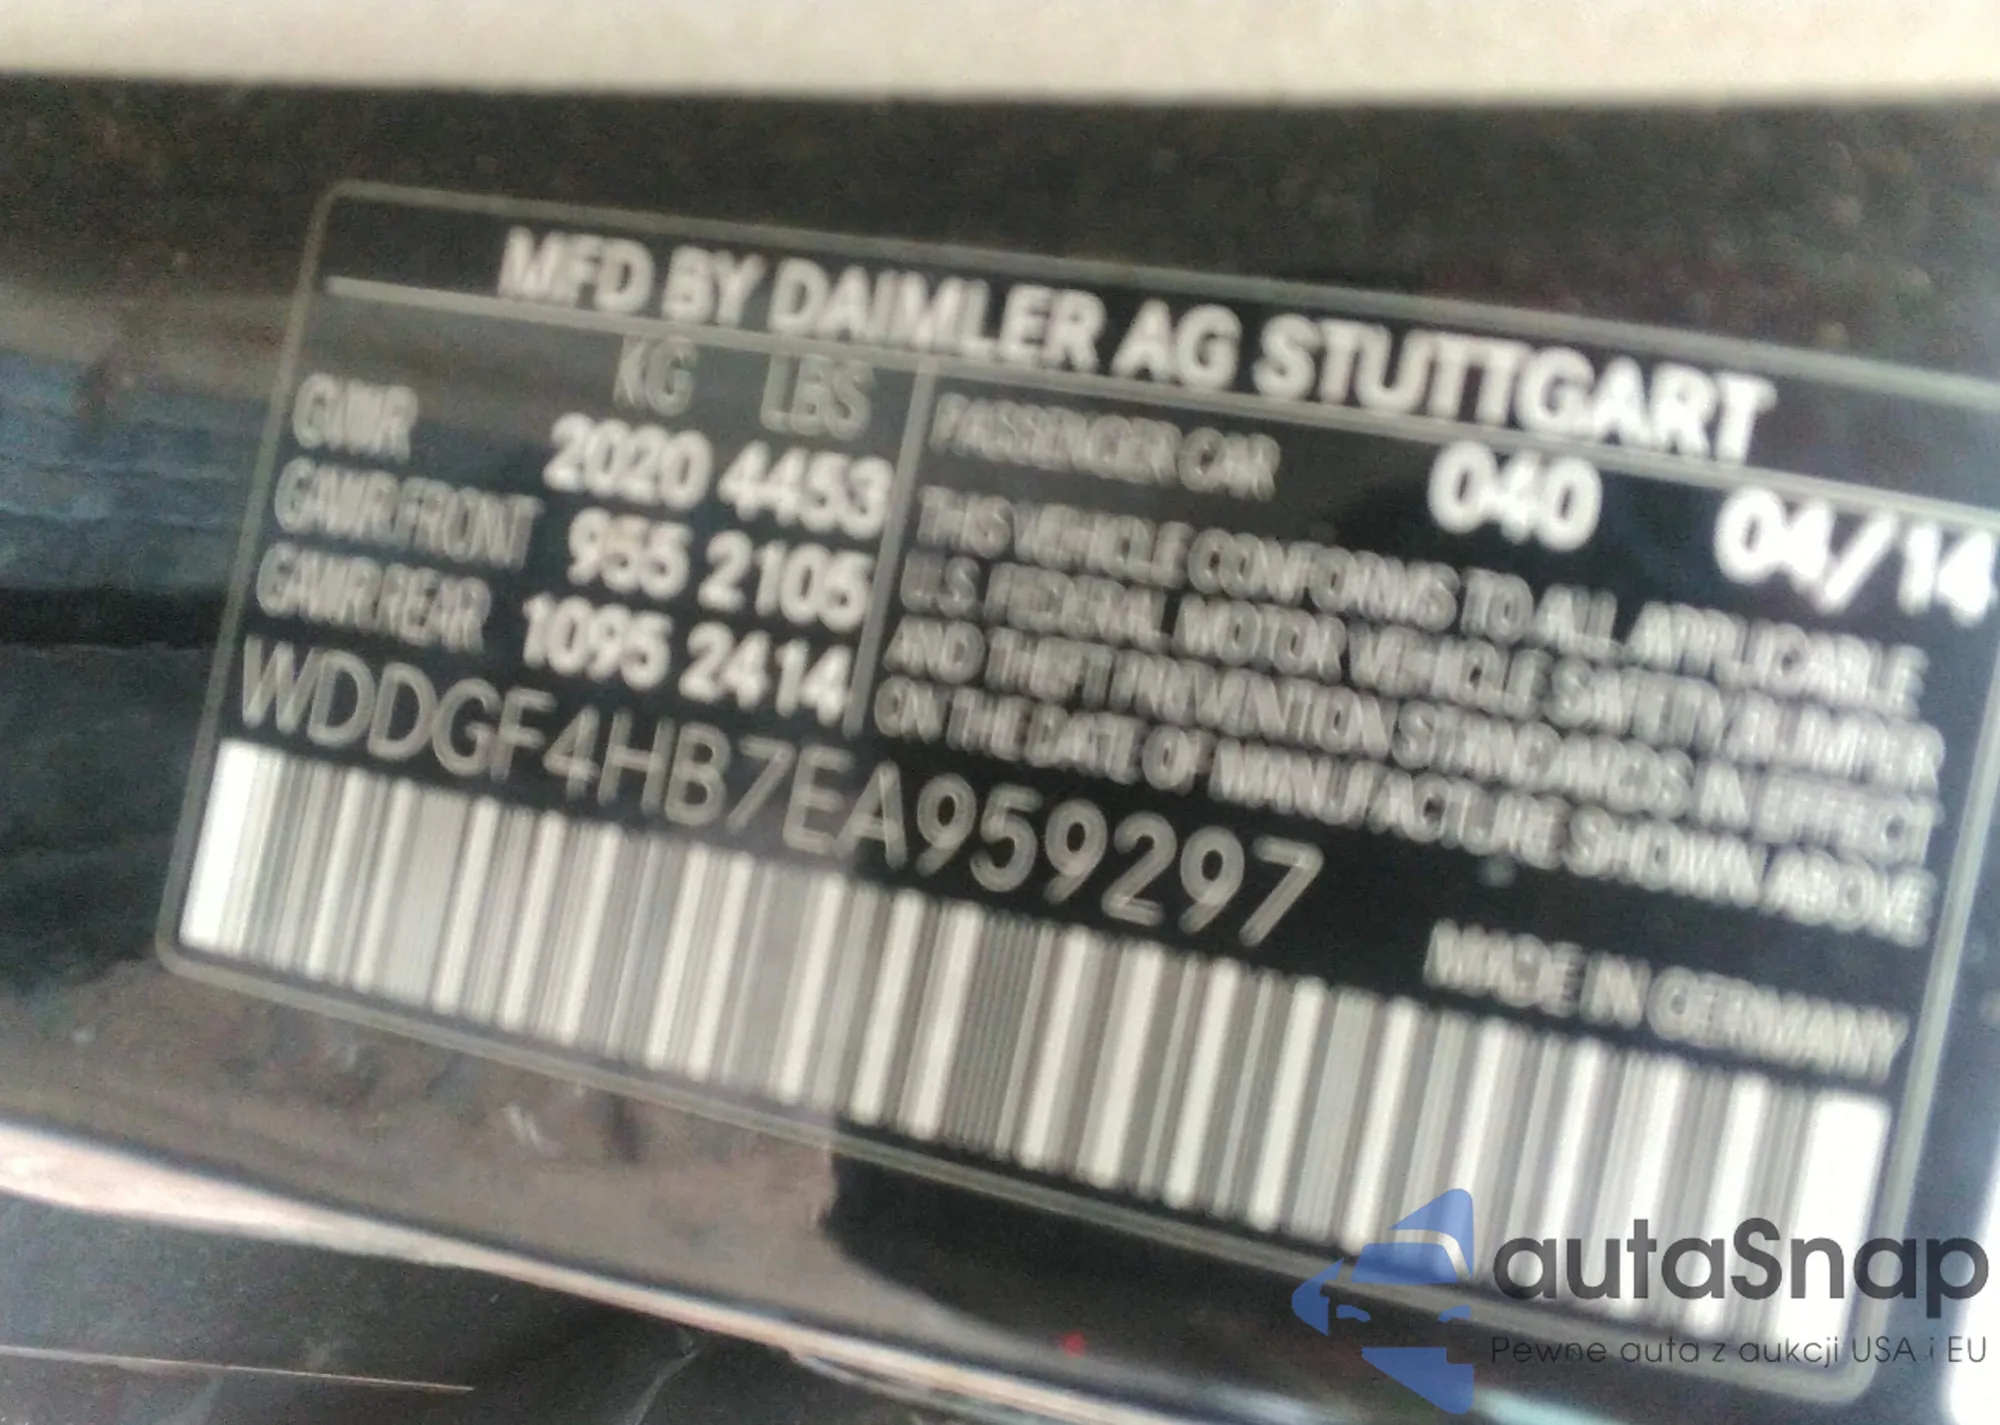 MFD BY DAIMLER AG STUTTGART
KG LBS
GVWR 2020 4453
GAWR FRONT 955 2105
GAWR REAR 1095 2414
PASSENGER CAR 040 04/14
THIS VEHICLE CONFORMS TO ALL APPLICABLE
U.S. FEDERAL MOTOR VEHICLE SAFETY BUMPER
AND THEFT PREVENTION STANDARDS IN EFFECT
ON THE DATE OF MANUFACTURE SHOWN ABOVE
WDDGF4HB7EA959297
MADE IN GERMANY
autaSnap
Pewne auta z aukcji USA i EU